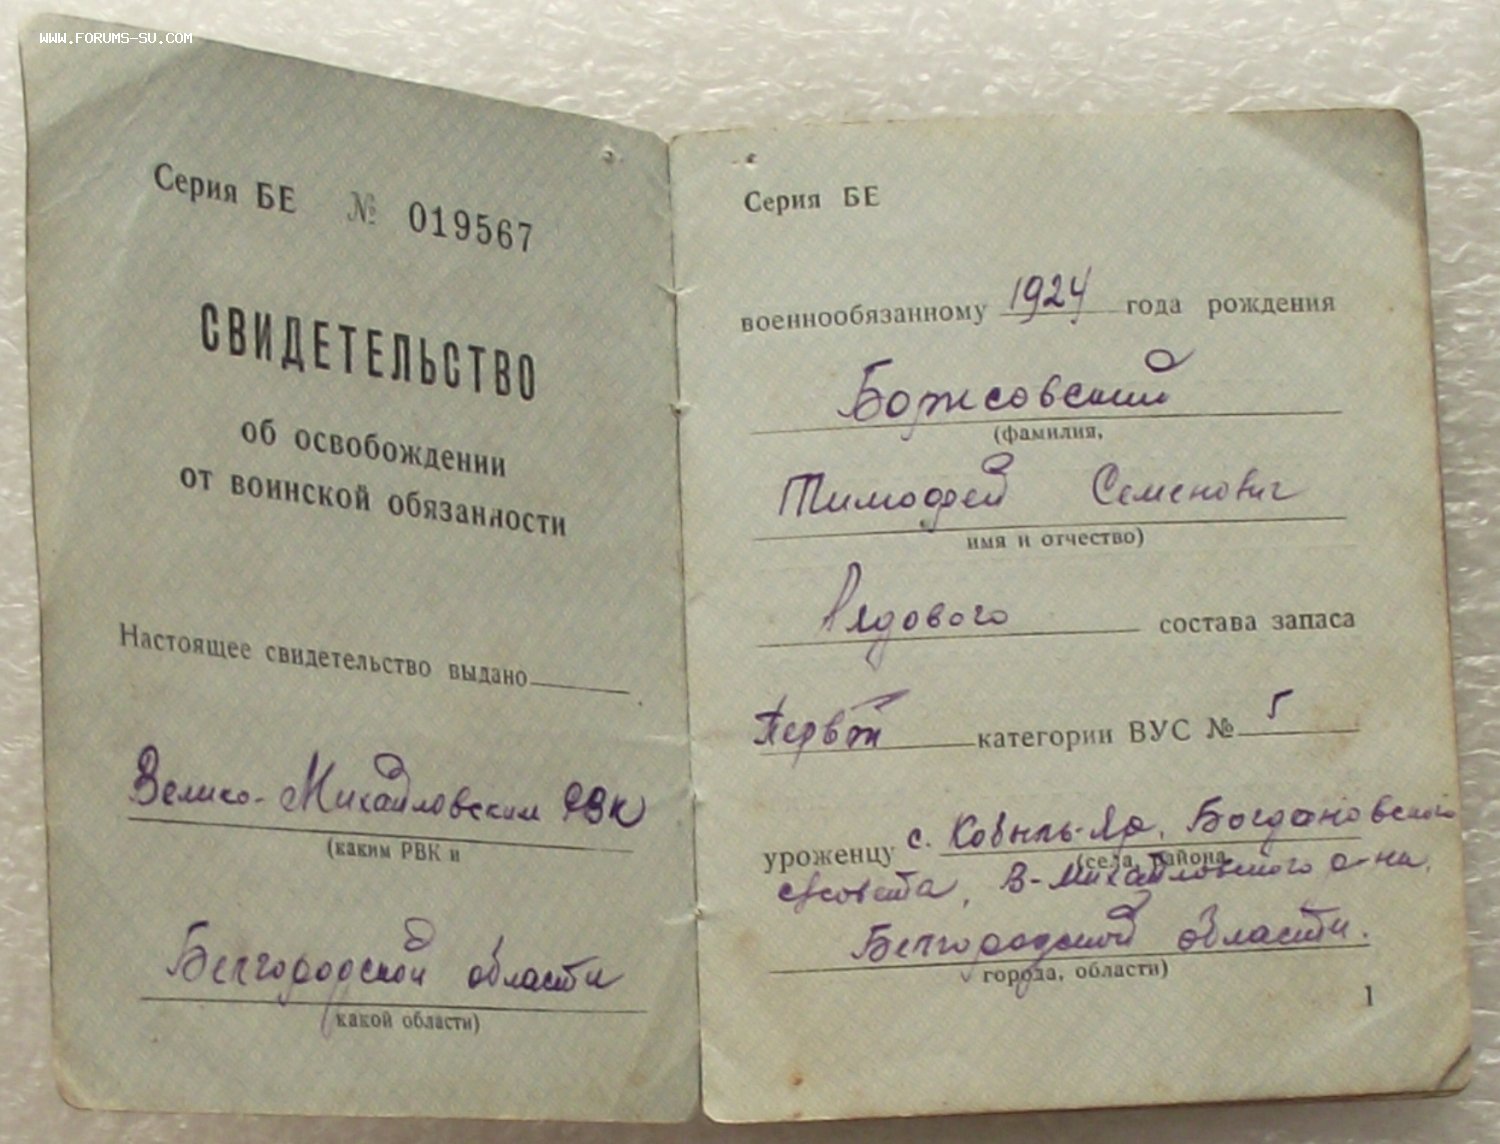 WWW.FORUMS-SU.COM
Серия БЕ № 019567
СВИДЕТЕЛЬСТВО
об освобождении
от воинской обязанности
Настоящее свидетельство выдано
Велико-Михайловским РВК
(каким РВК и
Белгородской области
какой области)
Серия БЕ
военнообязанному 1924 года рождения
Боржсовский
(фамилия,
Тимофей Семенович
имя и отчество)
Рядового состава запаса
Первой категории ВУС № 5
уроженцу с. Кобыль-Яр, Богдановского
(села, района,
с/совета, В-Михайловского р-на,
Белгородской области.
города, области)
1